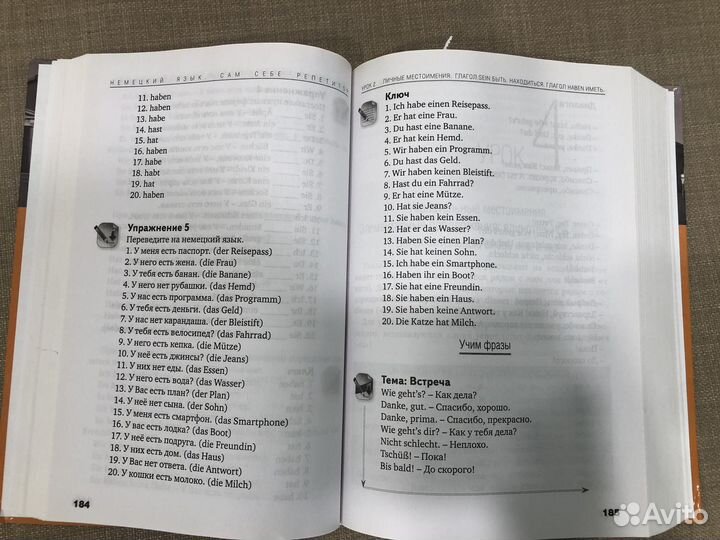 НЕМЕЦКИЙ ЯЗЫК. САМ СЕБЕ РЕПЕТИТОР
11. haben
12. haben
13. habe
14. hast
15. hat
16. haben
17. habe
18. habt
19. hat
20. haben
Упражнение 5
Переведите на немецкий язык.
1. У меня есть паспорт. (der Reisepass)
2. У него есть жена. (die Frau)
3. У тебя есть банан. (die Banane)
4. У него нет рубашки. (das Hemd)
5. У нас есть программа. (das Programm)
6. У тебя есть деньги. (das Geld)
7. У нас нет карандаша. (der Bleistift)
8. У тебя есть велосипед? (das Fahrrad)
9. У него есть кепка. (die Mütze)
10. У неё есть джинсы? (die Jeans)
11. У них нет еды. (das Essen)
12. У него есть вода? (das Wasser)
13. У Вас есть план? (der Plan)
14. У неё нет сына. (der Sohn)
15. У меня есть смартфон. (das Smartphone)
16. У вас есть лодка? (das Boot)
17. У неё есть подруга. (die Freundin)
18. У них есть дом. (das Haus)
19. У Вас нет ответа. (die Antwort)
20. У кошки есть молоко. (die Milch)
184
УРОК 2. ЛИЧНЫЕ МЕСТОИМЕНИЯ. ГЛАГОЛ SEIN БЫТЬ, НАХОДИТЬСЯ. ГЛАГОЛ HABEN ИМЕТЬ.
Ключ
1. Ich habe einen Reisepass.
2. Er hat eine Frau.
3. Du hast eine Banane.
4. Er hat kein Hemd.
5. Wir haben ein Programm.
6. Du hast das Geld.
7. Wir haben keinen Bleistift.
8. Hast du ein Fahrrad?
9. Er hat eine Mütze.
10. Hat sie Jeans?
11. Sie haben kein Essen.
12. Hat er das Wasser?
13. Haben Sie einen Plan?
14. Sie hat keinen Sohn.
15. Ich habe ein Smartphone.
16. Haben ihr ein Boot?
17. Sie hat eine Freundin.
18. Sie haben ein Haus.
19. Sie haben keine Antwort.
20. Die Katze hat Milch.
Учим фразы
Тема: Встреча
Wie geht's? – Как дела?
Danke, gut. – Спасибо, хорошо.
Danke, prima. – Спасибо, прекрасно.
Wie geht's dir? – Как у тебя дела?
Nicht schlecht. – Неплохо.
Tschüß! – Пока!
Bis bald! – До скорого!
185
Avito